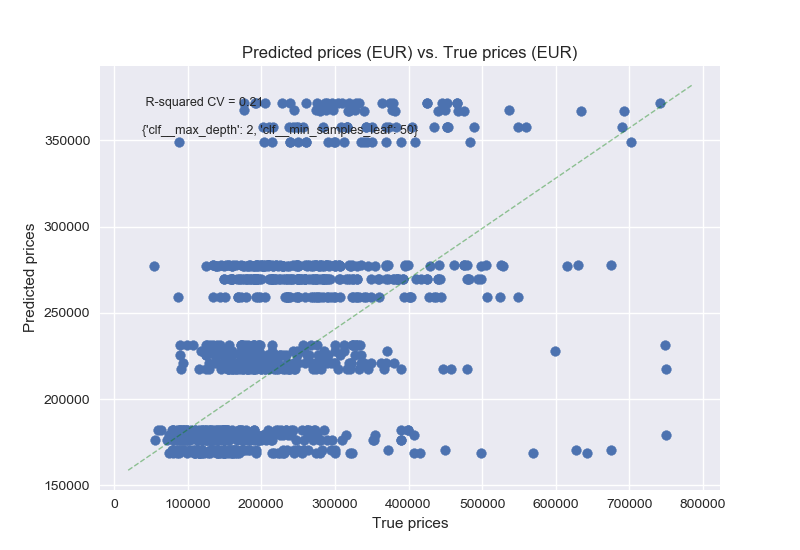 Predicted prices (EUR) vs. True prices (EUR)
R-squared CV = 0.21
{'clf__max_depth': 2, 'clf__min_samples_leaf': 50}
350000
300000
250000
200000
150000
Predicted prices
0 100000 200000 300000 400000 500000 600000 700000 800000
True prices